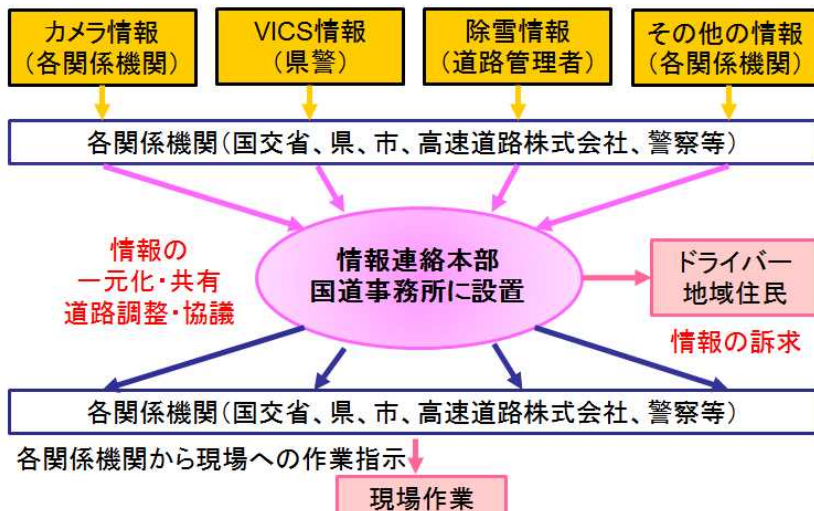 カメラ情報
(各関係機関)
VICS情報
(県警)
除雪情報
(道路管理者)
その他の情報
(各関係機関)
各関係機関(国交省、県、市、高速道路株式会社、警察等)
情報の
一元化・共有
道路調整・協議
情報連絡本部
国道事務所に設置
ドライバー
地域住民
情報の訴求
各関係機関(国交省、県、市、高速道路株式会社、警察等)
各関係機関から現場への作業指示
現場作業